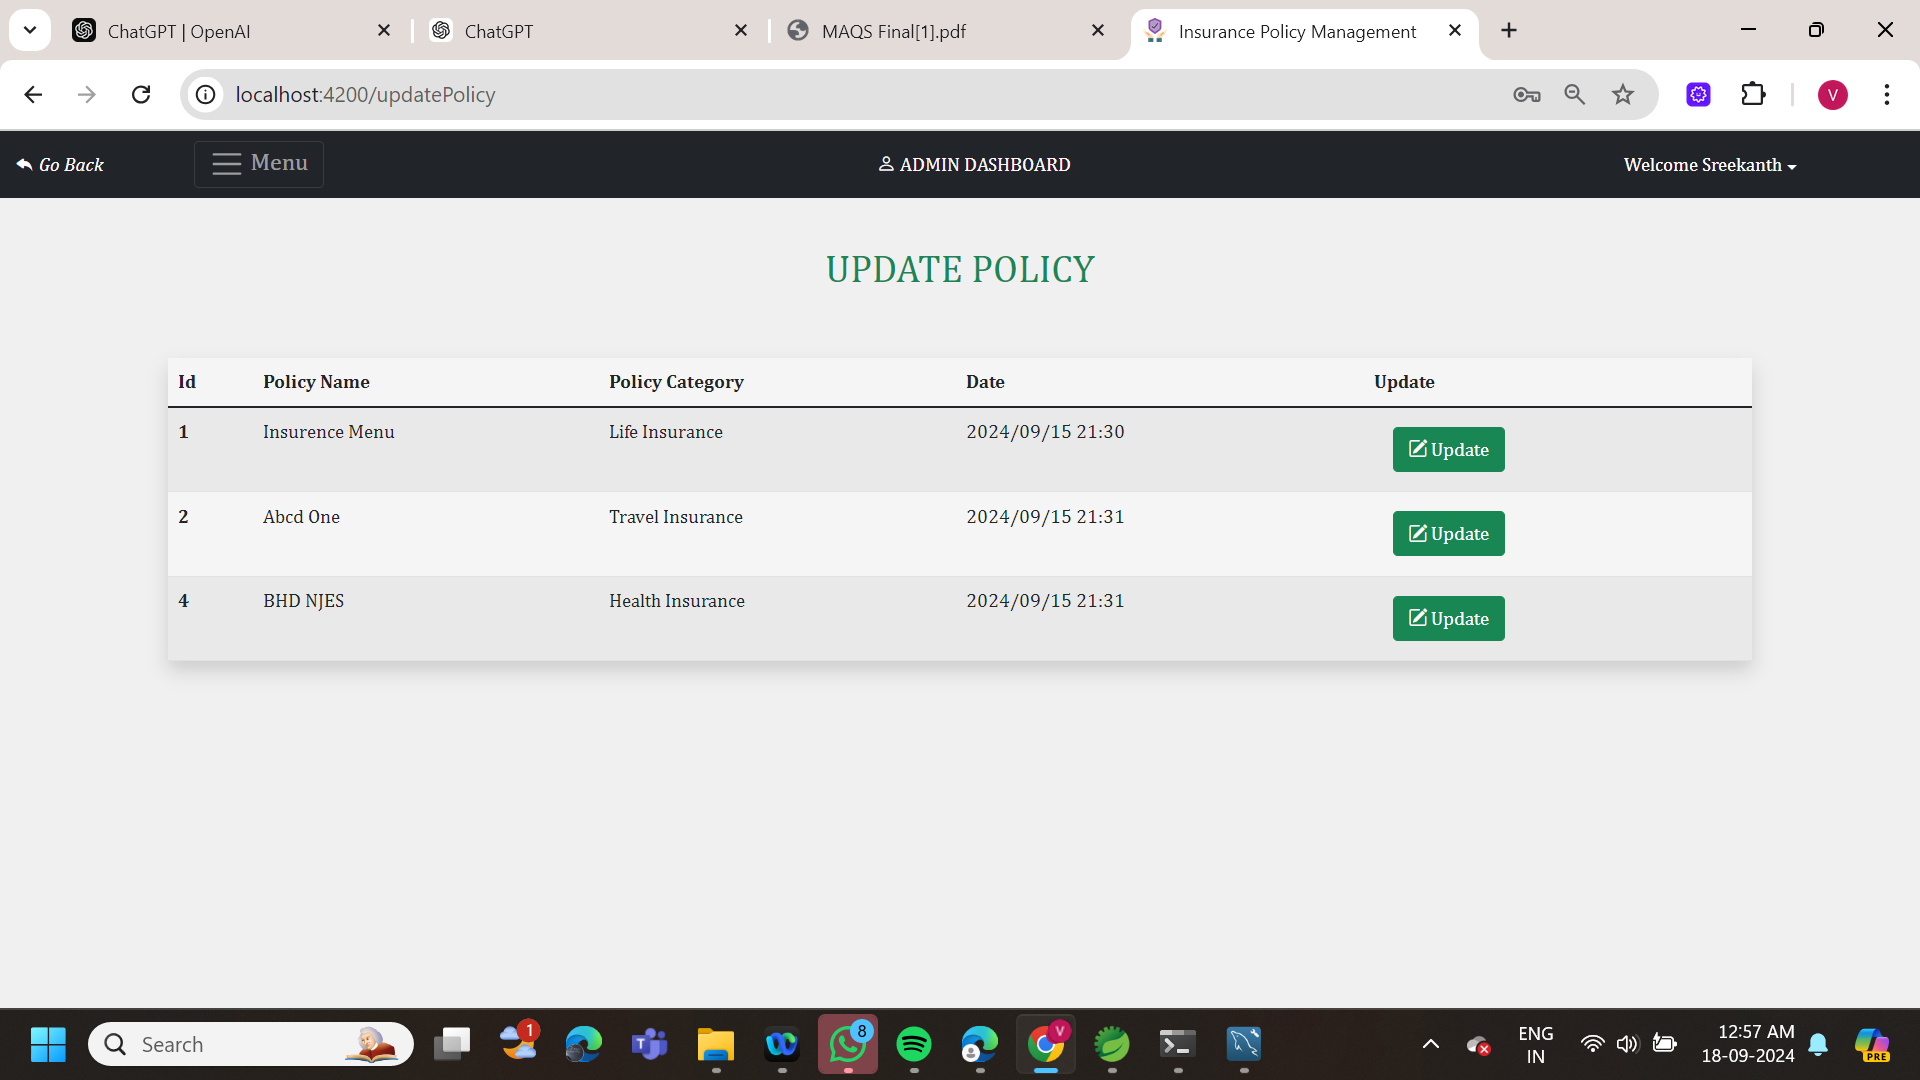 ChatGPT | OpenAI
ChatGPT
MAQS Final[1].pdf
Insurance Policy Management
localhost:4200/updatePolicy
V
Go Back
Menu
ADMIN DASHBOARD
Welcome Sreekanth
UPDATE POLICY
Id Policy Name Policy Category Date Update
1 Insurence Menu Life Insurance 2024/09/15 21:30 Update
2 Abcd One Travel Insurance 2024/09/15 21:31 Update
4 BHD NJES Health Insurance 2024/09/15 21:31 Update
Search
1
8
V
ENG
IN
12:57 AM
18-09-2024
PRE